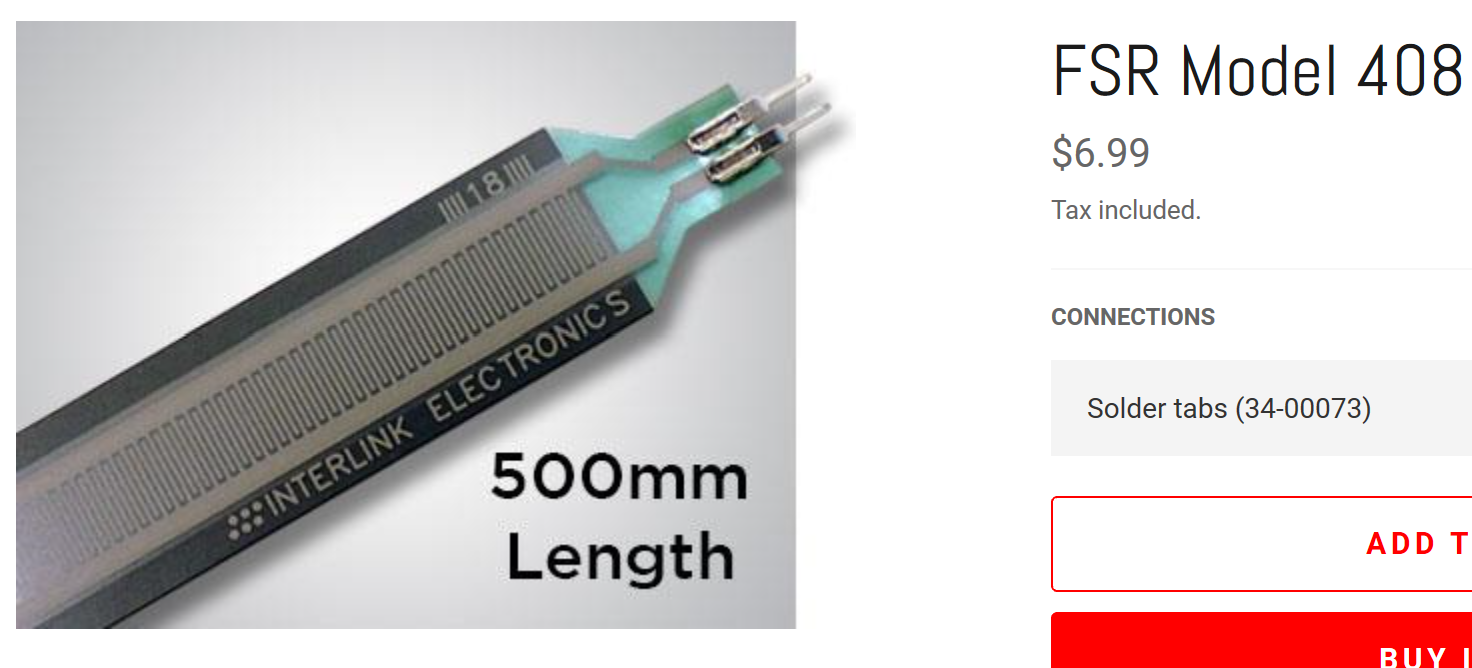 18
INTERLINK ELECTRONICS
500mm
Length
FSR Model 408
$6.99
Tax included.
CONNECTIONS
Solder tabs (34-00073)
ADD T
BUY